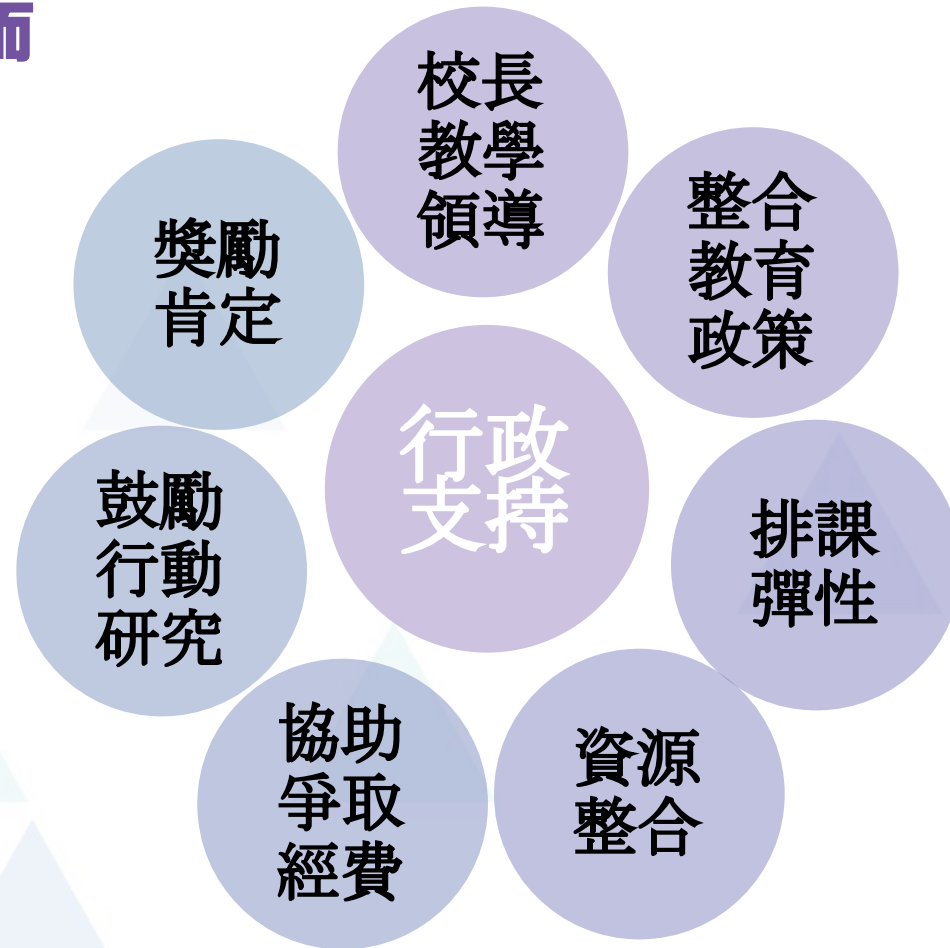 面
校長
教學
領導
整合
教育
政策
排課
彈性
資源
整合
協助
爭取
經費
鼓勵
行動
研究
獎勵
肯定
行政
支持